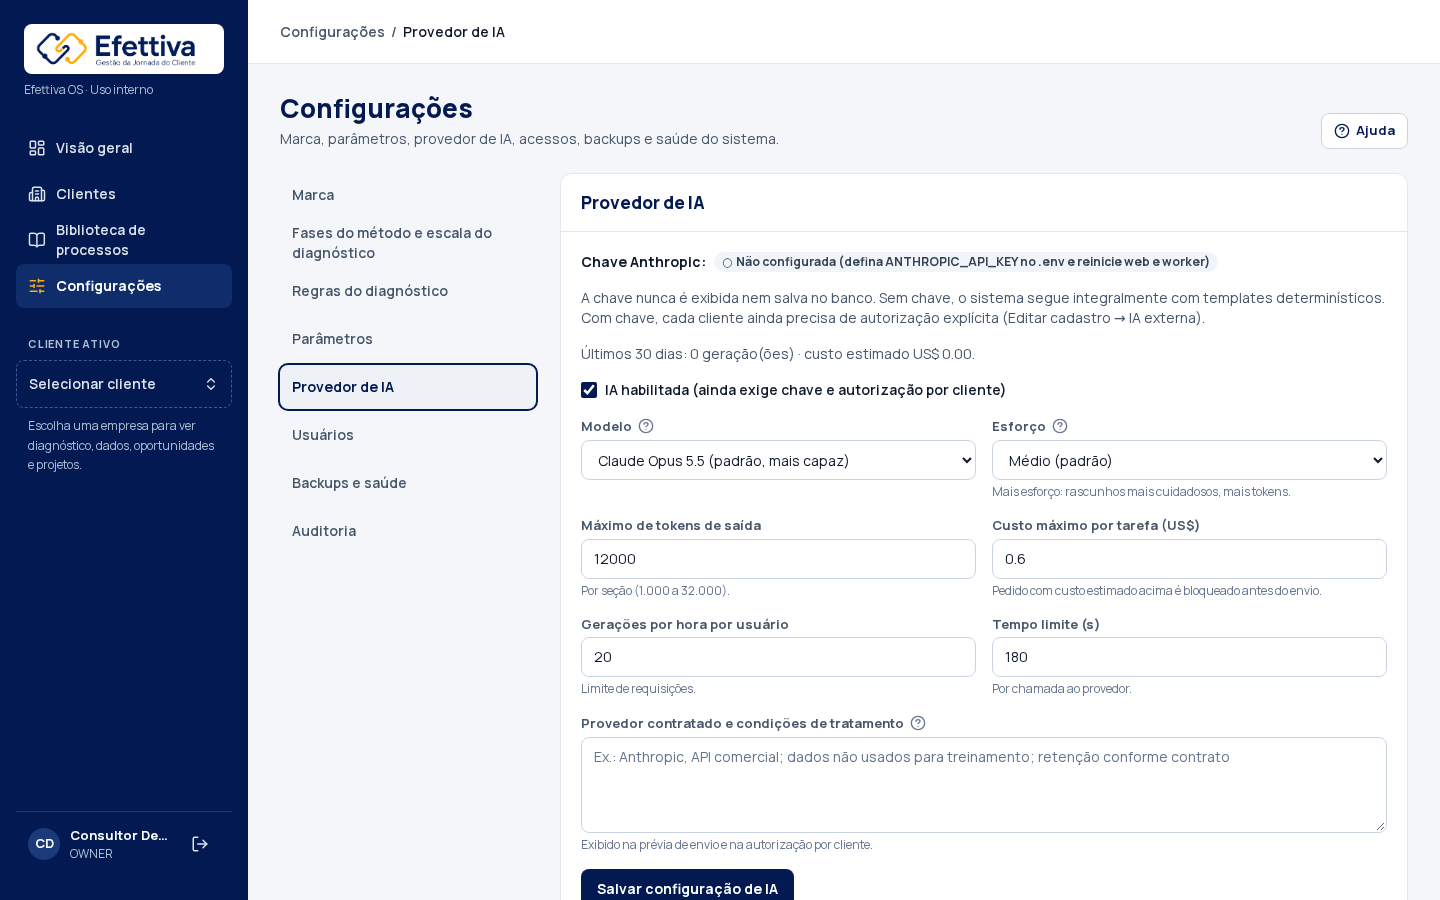 Efettiva
Gestão da Jornada do Cliente
Efettiva OS · Uso interno
Visão geral
Clientes
Biblioteca de
processos
Configurações
CLIENTE ATIVO
Selecionar cliente
Escolha uma empresa para ver
diagnóstico, dados, oportunidades
e projetos.
CD
Consultor De...
OWNER
Configurações / Provedor de IA
Configurações
Marca, parâmetros, provedor de IA, acessos, backups e saúde do sistema.
Ajuda
Marca
Fases do método e escala do
diagnóstico
Regras do diagnóstico
Parâmetros
Provedor de IA
Usuários
Backups e saúde
Auditoria
Provedor de IA
Chave Anthropic: ○ Não configurada (defina ANTHROPIC_API_KEY no .env e reinicie web e worker)
A chave nunca é exibida nem salva no banco. Sem chave, o sistema segue integralmente com templates determinísticos.
Com chave, cada cliente ainda precisa de autorização explícita (Editar cadastro → IA externa).
Últimos 30 dias: 0 geração(ões) · custo estimado US$ 0.00.
IA habilitada (ainda exige chave e autorização por cliente)
Modelo
Claude Opus 5.5 (padrão, mais capaz)
Esforço
Médio (padrão)
Mais esforço: rascunhos mais cuidadosos, mais tokens.
Máximo de tokens de saída
12000
Por seção (1.000 a 32.000).
Custo máximo por tarefa (US$)
0.6
Pedido com custo estimado acima é bloqueado antes do envio.
Gerações por hora por usuário
20
Limite de requisições.
Tempo limite (s)
180
Por chamada ao provedor.
Provedor contratado e condições de tratamento
Ex.: Anthropic, API comercial; dados não usados para treinamento; retenção conforme contrato
Exibido na prévia de envio e na autorização por cliente.
Salvar configuração de IA